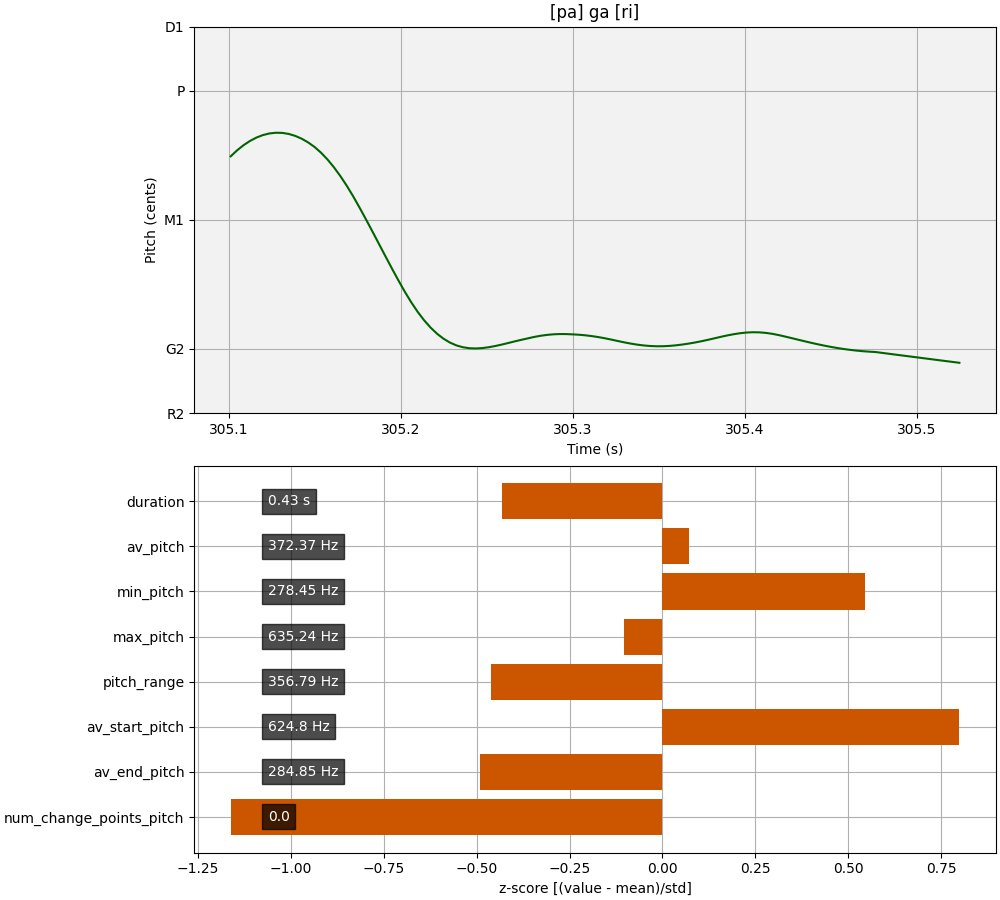 [pa] ga [ri]
D1
P
M1
G2
R2
Pitch (cents)
305.1 305.2 305.3 305.4 305.5
Time (s)
duration 0.43 s
av_pitch 372.37 Hz
min_pitch 278.45 Hz
max_pitch 635.24 Hz
pitch_range 356.79 Hz
av_start_pitch 624.8 Hz
av_end_pitch 284.85 Hz
num_change_points_pitch 0.0
−1.25 −1.00 −0.75 −0.50 −0.25 0.00 0.25 0.50 0.75
z-score [(value - mean)/std]